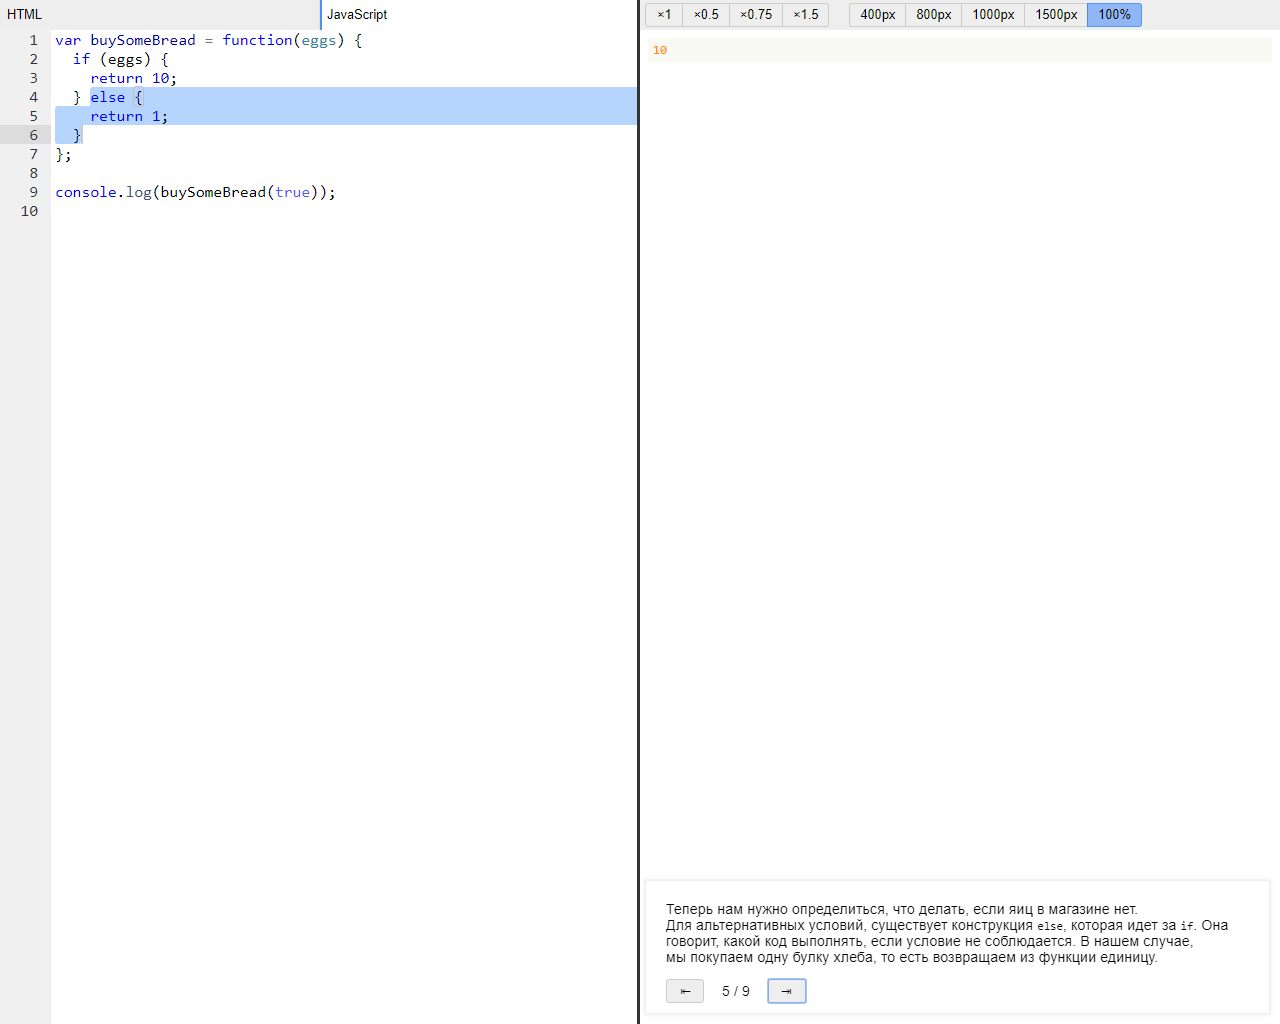 HTML
JavaScript
×1 ×0.5 ×0.75 ×1.5 400px 800px 1000px 1500px 100%
1 var buySomeBread = function(eggs) {
2   if (eggs) {
3     return 10;
4   } else {
5     return 1;
6   }
7 };
8
9 console.log(buySomeBread(true));
10
10
Теперь нам нужно определиться, что делать, если яиц в магазине нет.
Для альтернативных условий, существует конструкция else, которая идет за if. Она
говорит, какой код выполнять, если условие не соблюдается. В нашем случае,
мы покупаем одну булку хлеба, то есть возвращаем из функции единицу.
⇤ 5 / 9 ⇥